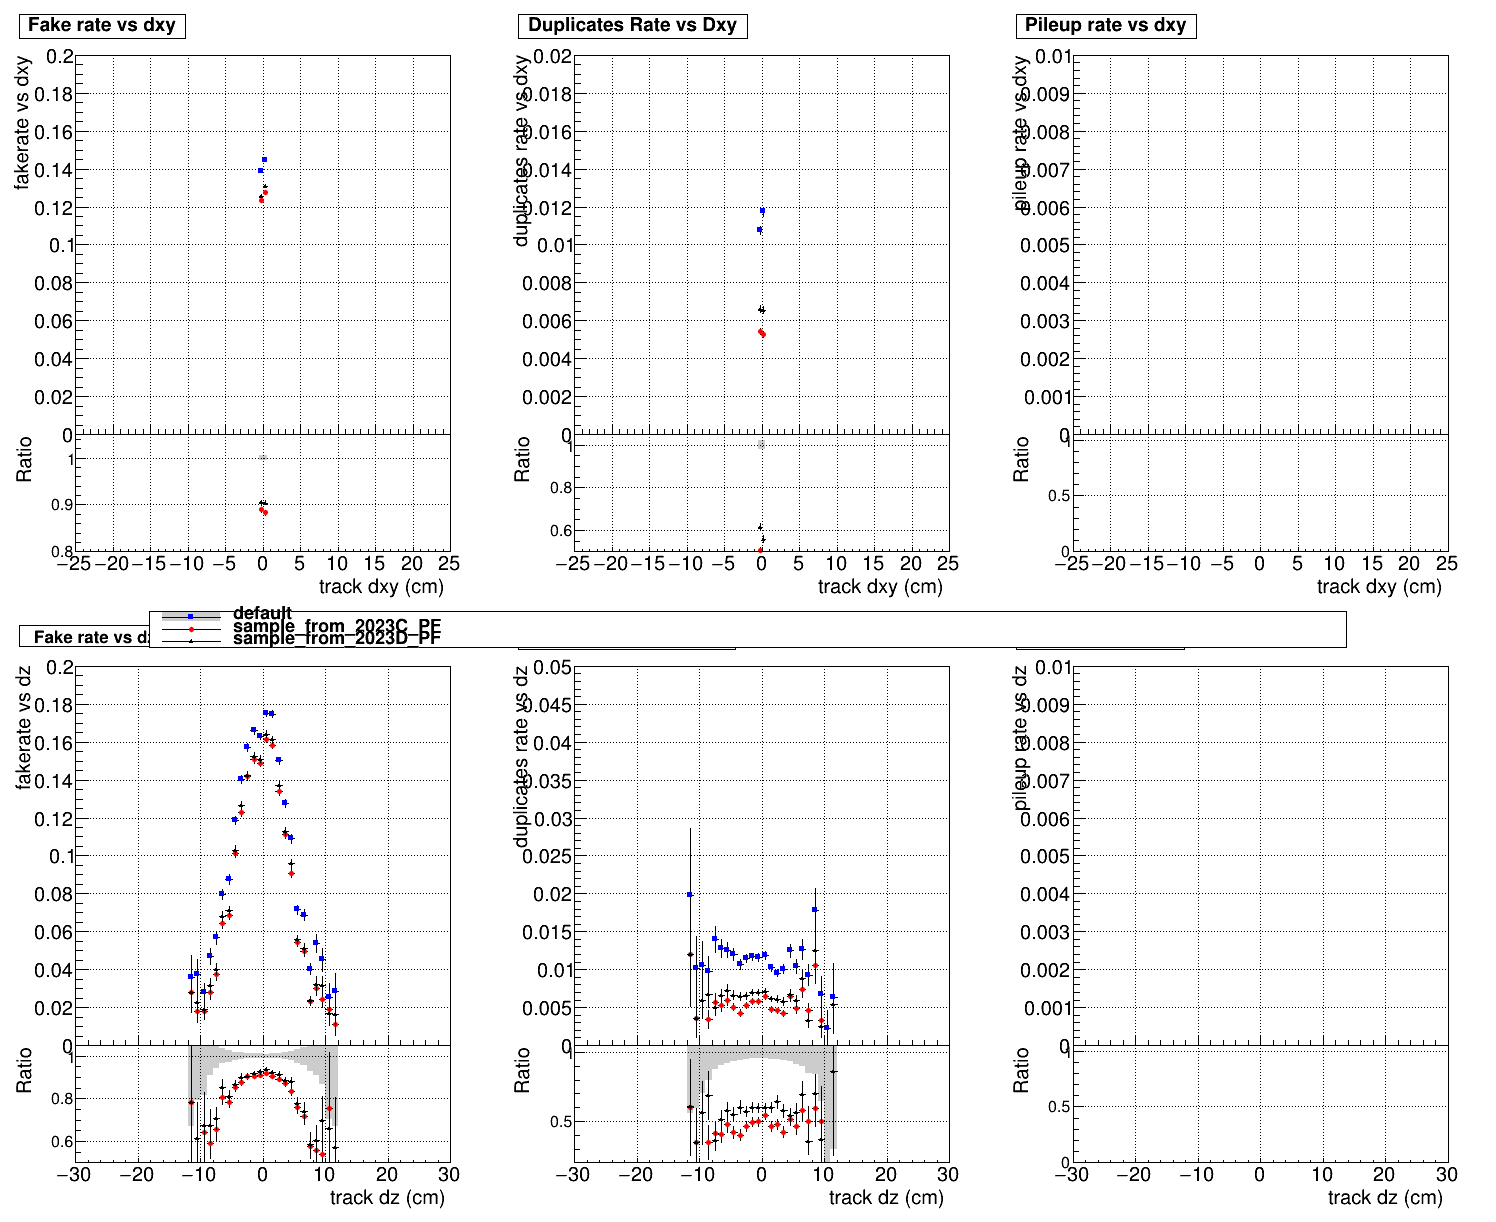 Fake rate vs dxy
Duplicates Rate vs Dxy
Pileup rate vs dxy
fakerate vs dxy
0.2
0.18
0.16
0.14
0.12
0.1
0.08
0.06
0.04
0.02
0
Ratio
1
0.9
0.8
−25 −20 −15 −10 −5 0 5 10 15 20 25
track dxy (cm)
duplicates rate vs dxy
0.02
0.018
0.016
0.014
0.012
0.01
0.008
0.006
0.004
0.002
0
Ratio
1
0.8
0.6
−25 −20 −15 −10 −5 0 5 10 15 20 25
track dxy (cm)
pileup rate vs dxy
0.01
0.009
0.008
0.007
0.006
0.005
0.004
0.003
0.002
0.001
0
Ratio
1
0.5
0
−25 −20 −15 −10 −5 0 5 10 15 20 25
track dxy (cm)
default
sample_from_2023C_PF
sample_from_2023D_PF
Fake rate vs dz
fakerate vs dz
0.2
0.18
0.16
0.14
0.12
0.1
0.08
0.06
0.04
0.02
0
Ratio
1
0.8
0.6
−30 −20 −10 0 10 20 30
track dz (cm)
duplicates rate vs dz
0.05
0.045
0.04
0.035
0.03
0.025
0.02
0.015
0.01
0.005
0
Ratio
1
0.5
−30 −20 −10 0 10 20 30
track dz (cm)
pileup rate vs dz
0.01
0.009
0.008
0.007
0.006
0.005
0.004
0.003
0.002
0.001
0
Ratio
1
0.5
0
−30 −20 −10 0 10 20 30
track dz (cm)